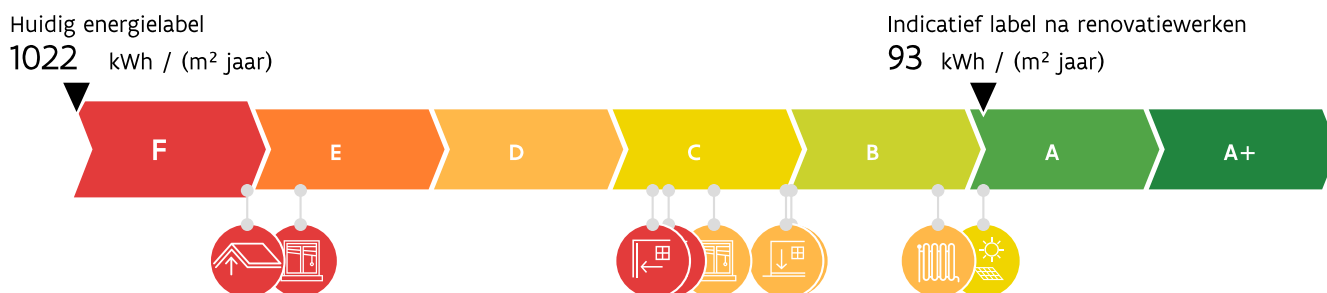 Huidig energielabel
1022 kWh / (m² jaar)
Indicatief label na renovatiewerken
93 kWh / (m² jaar)
F E D C B A A+